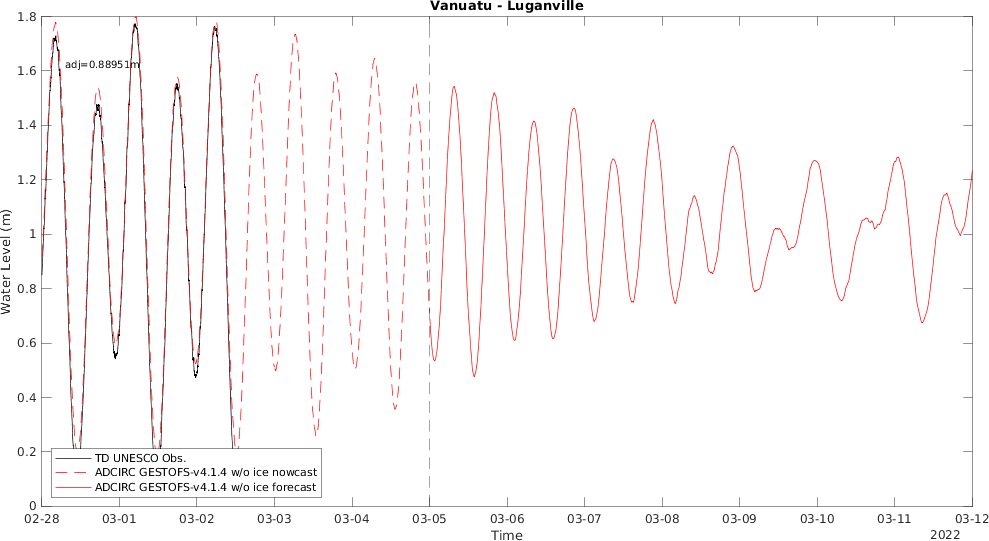 Vanuatu - Luganville
adj=0.88951m
Water Level (m)
1.8
1.6
1.4
1.2
1
0.8
0.6
0.4
0.2
0
TD UNESCO Obs.
ADCIRC GESTOFS-v4.1.4 w/o ice nowcast
ADCIRC GESTOFS-v4.1.4 w/o ice forecast
02-28 03-01 03-02 03-03 03-04 03-05 03-06 03-07 03-08 03-09 03-10 03-11 03-12
Time
2022